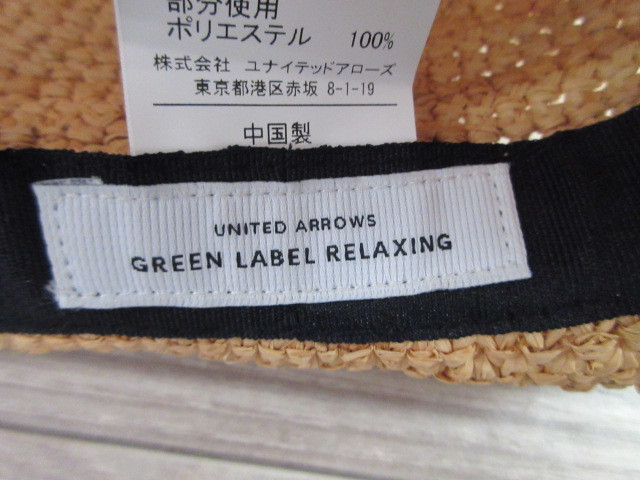 部分使用
ポリエステル 100%
株式会社 ユナイテッドアローズ
東京都港区赤坂 8-1-19
中国製
UNITED ARROWS
GREEN LABEL RELAXING